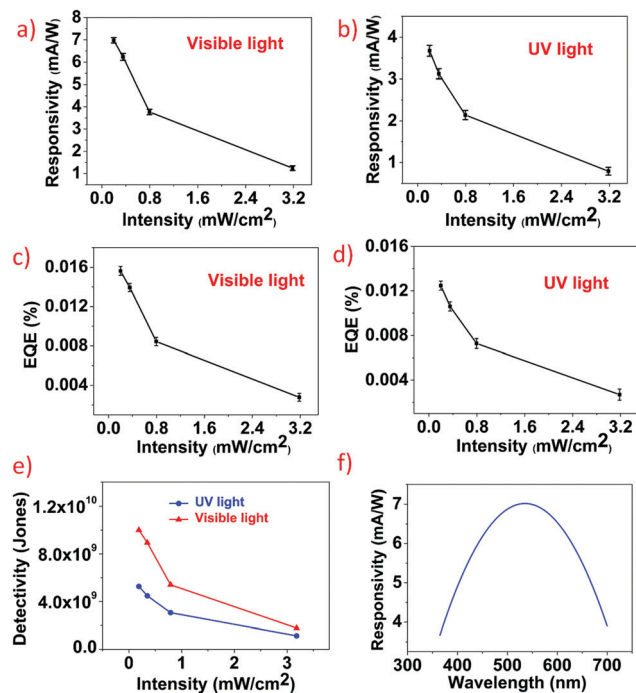 a)
Visible light
Responsivity (mA/W)
8
7
6
5
4
3
2
1
0.0 0.8 1.6 2.4 3.2
Intensity (mW/cm²)
b)
UV light
Responsivity (mA/W)
4
3
2
1
0.0 0.8 1.6 2.4 3.2
Intensity (mW/cm²)
c)
Visible light
EQE (%)
0.016
0.012
0.008
0.004
0.0 0.8 1.6 2.4 3.2
Intensity (mW/cm²)
d)
UV light
EQE (%)
0.016
0.012
0.008
0.004
0.0 0.8 1.6 2.4 3.2
Intensity (mW/cm²)
e)
UV light
Visible light
Detectivity (Jones)
1.2x10¹⁰
8.0x10⁹
4.0x10⁹
0.0
0 1 2 3
Intensity (mW/cm²)
f)
Responsivity (mA/W)
7
6
5
4
300 400 500 600 700
Wavelength (nm)